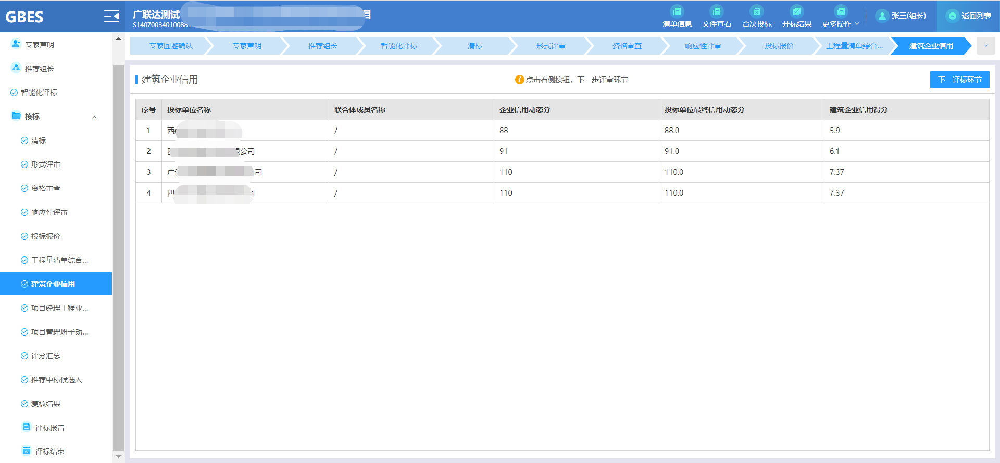 GBES
广联达测试
目
S14070034010088
清单信息
文件查看
否决投标
开标结果
更多操作
张三(组长)
返回列表
专家声明
推荐组长
智能化评标
核标
清标
形式评审
资格审查
响应性评审
投标报价
工程量清单综合...
建筑企业信用
项目经理工程业...
项目管理班子动...
评分汇总
推荐中标候选人
复核结果
评标报告
评标结束
专家回避确认 专家声明 推荐组长 智能化评标 清标 形式评审 资格审查 响应性评审 投标报价 工程量清单综合... 建筑企业信用
建筑企业信用
点击右侧按钮，下一步评审环节
下一评标环节
序号 投标单位名称 联合体成员名称 企业信用动态分 投标单位最终信用动态分 建筑企业信用得分
1 西 / 88 88.0 5.9
2 限公司 / 91 91.0 6.1
3 广 司 / 110 110.0 7.37
4 四 司 / 110 110.0 7.37